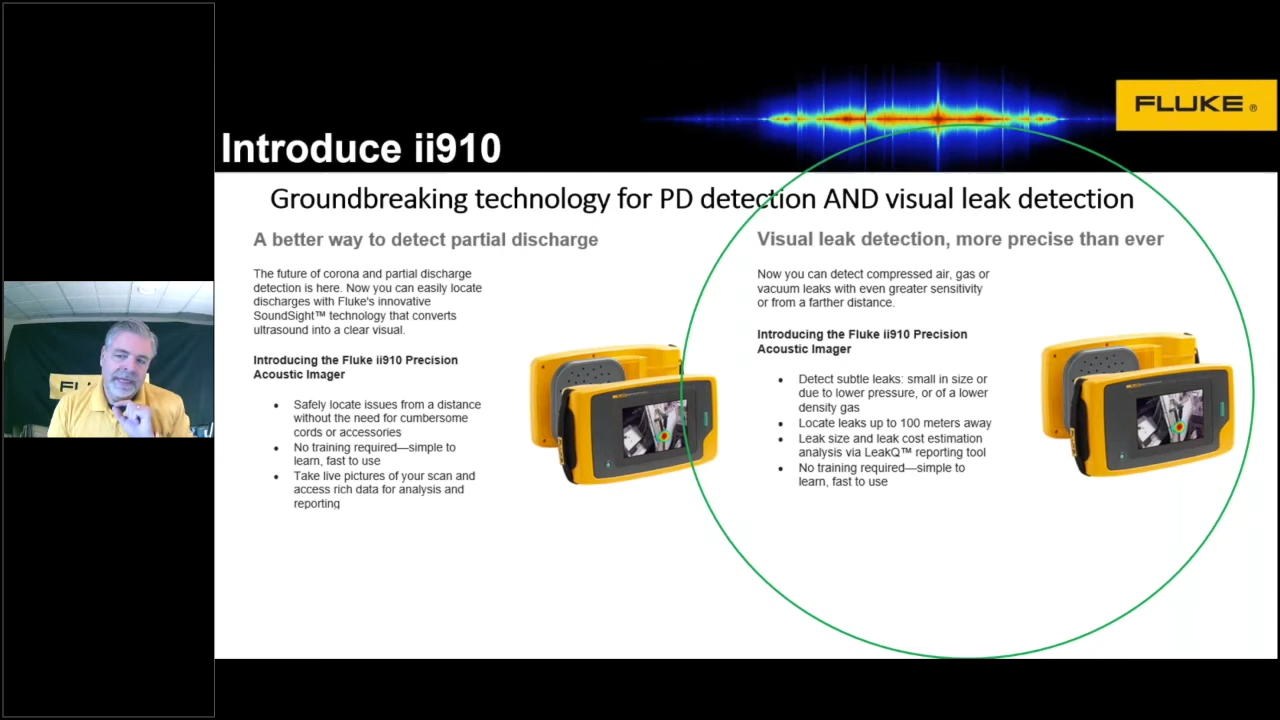 FLUKE ®
Introduce ii910
Groundbreaking technology for PD detection AND visual leak detection
A better way to detect partial discharge
The future of corona and partial discharge
detection is here. Now you can easily locate
discharges with Fluke's innovative
SoundSight™ technology that converts
ultrasound into a clear visual.
Introducing the Fluke ii910 Precision
Acoustic Imager
• Safely locate issues from a distance
without the need for cumbersome
cords or accessories
• No training required—simple to
learn, fast to use
• Take live pictures of your scan and
access rich data for analysis and
reporting
Visual leak detection, more precise than ever
Now you can detect compressed air, gas or
vacuum leaks with even greater sensitivity
or from a farther distance.
Introducing the Fluke ii910 Precision
Acoustic Imager
• Detect subtle leaks: small in size or
due to lower pressure, or of a lower
density gas
• Locate leaks up to 100 meters away
• Leak size and leak cost estimation
analysis via LeakQ™ reporting tool
• No training required—simple to
learn, fast to use